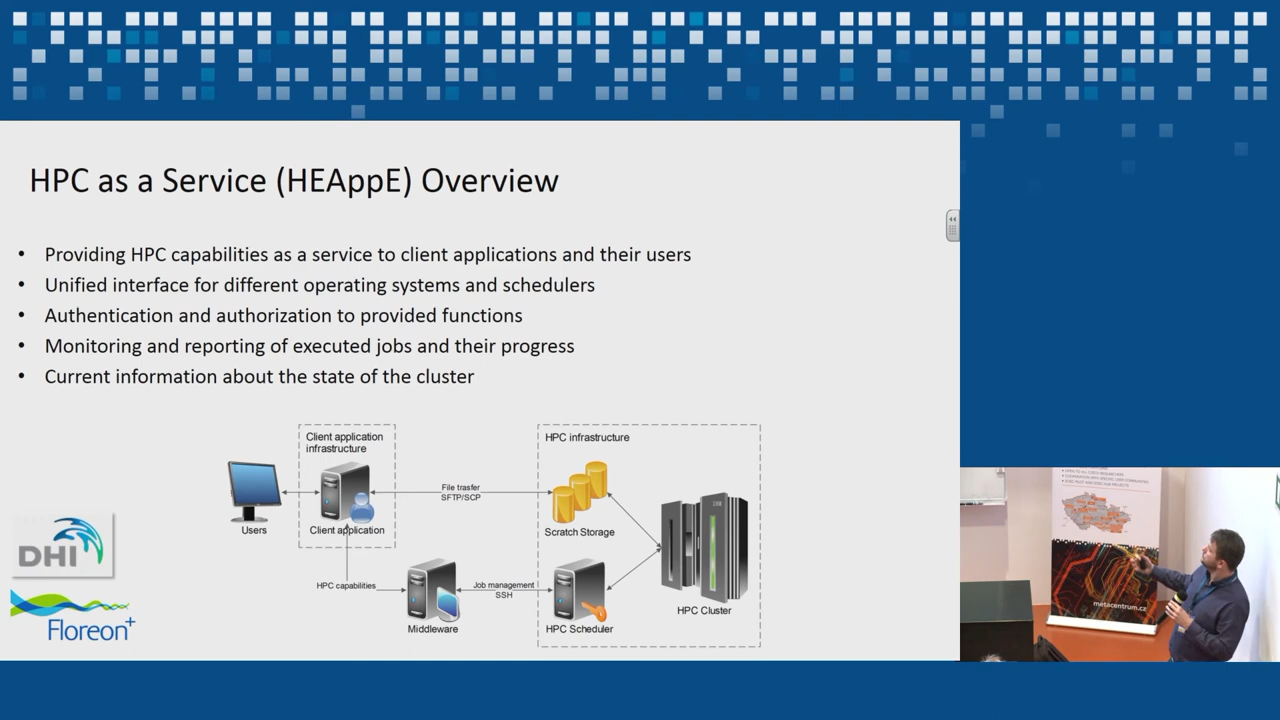 HPC as a Service (HEAppE) Overview
• Providing HPC capabilities as a service to client applications and their users
• Unified interface for different operating systems and schedulers
• Authentication and authorization to provided functions
• Monitoring and reporting of executed jobs and their progress
• Current information about the state of the cluster
Client application
infrastructure
HPC infrastructure
File trasfer
SFTP/SCP
Users
Client application
Scratch Storage
HPC capabilities
Job management
SSH
HPC Cluster
Middleware
HPC Scheduler
DHI
Floreon+
metacentrum.cz